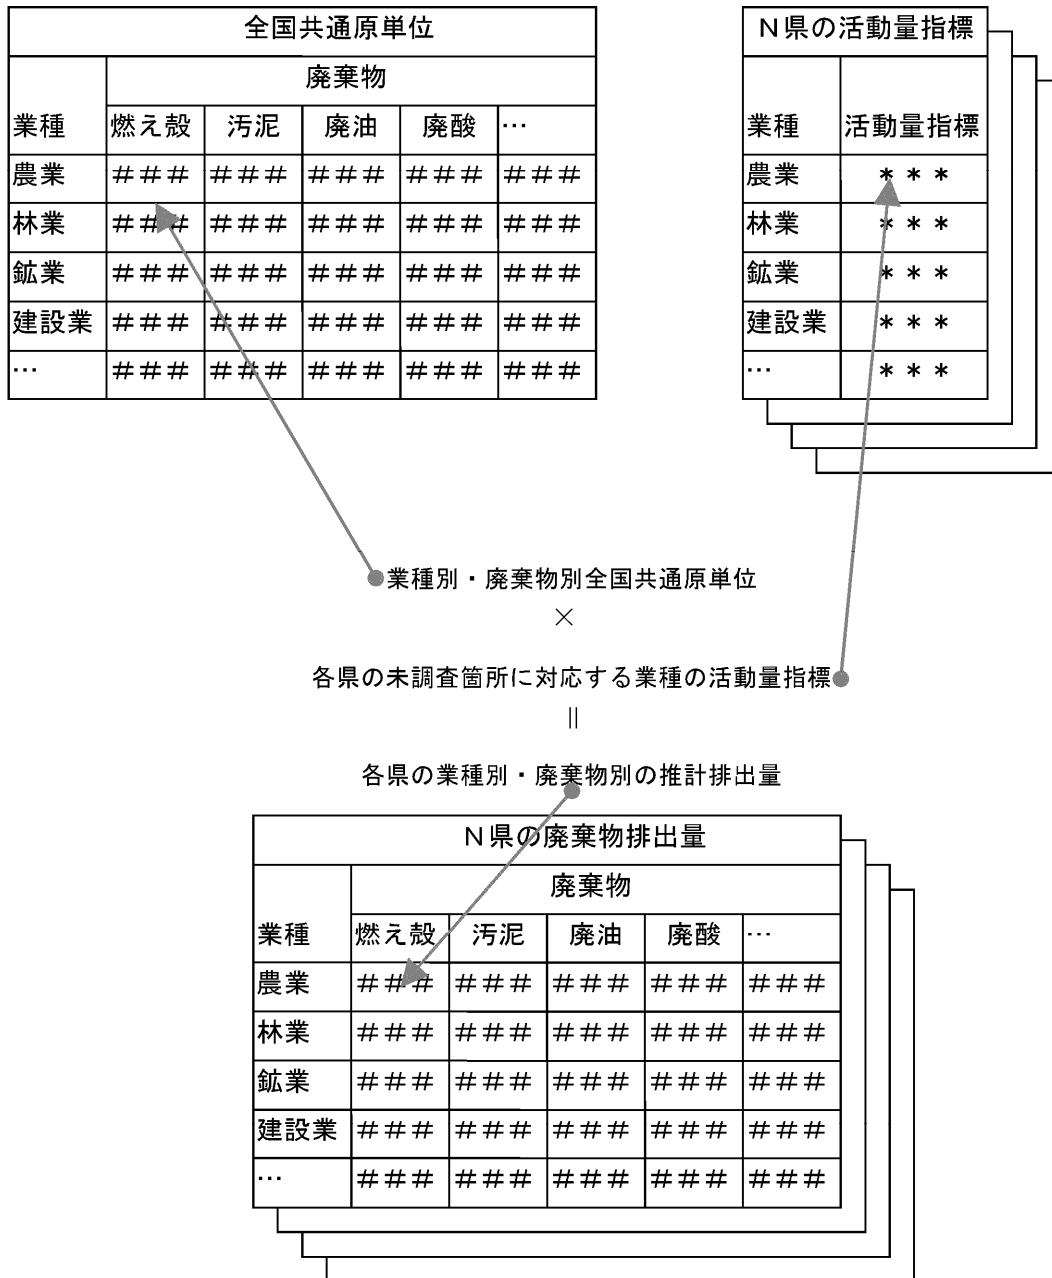 全国共通原単位
廃棄物
業種 燃え殻 汚泥 廃油 廃酸 …
農業 ＃＃＃ ＃＃＃ ＃＃＃ ＃＃＃ ＃＃＃
林業 ＃＃＃ ＃＃＃ ＃＃＃ ＃＃＃ ＃＃＃
鉱業 ＃＃＃ ＃＃＃ ＃＃＃ ＃＃＃ ＃＃＃
建設業 ＃＃＃ ＃＃＃ ＃＃＃ ＃＃＃ ＃＃＃
… ＃＃＃ ＃＃＃ ＃＃＃ ＃＃＃ ＃＃＃
Ｎ県の活動量指標
業種 活動量指標
農業 ＊＊＊
林業 ＊＊＊
鉱業 ＊＊＊
建設業 ＊＊＊
… ＊＊＊
業種別・廃棄物別全国共通原単位
×
各県の未調査箇所に対応する業種の活動量指標
||
各県の業種別・廃棄物別の推計排出量
Ｎ県の廃棄物排出量
廃棄物
業種 燃え殻 汚泥 廃油 廃酸 …
農業 ＃＃＃ ＃＃＃ ＃＃＃ ＃＃＃ ＃＃＃
林業 ＃＃＃ ＃＃＃ ＃＃＃ ＃＃＃ ＃＃＃
鉱業 ＃＃＃ ＃＃＃ ＃＃＃ ＃＃＃ ＃＃＃
建設業 ＃＃＃ ＃＃＃ ＃＃＃ ＃＃＃ ＃＃＃
… ＃＃＃ ＃＃＃ ＃＃＃ ＃＃＃ ＃＃＃